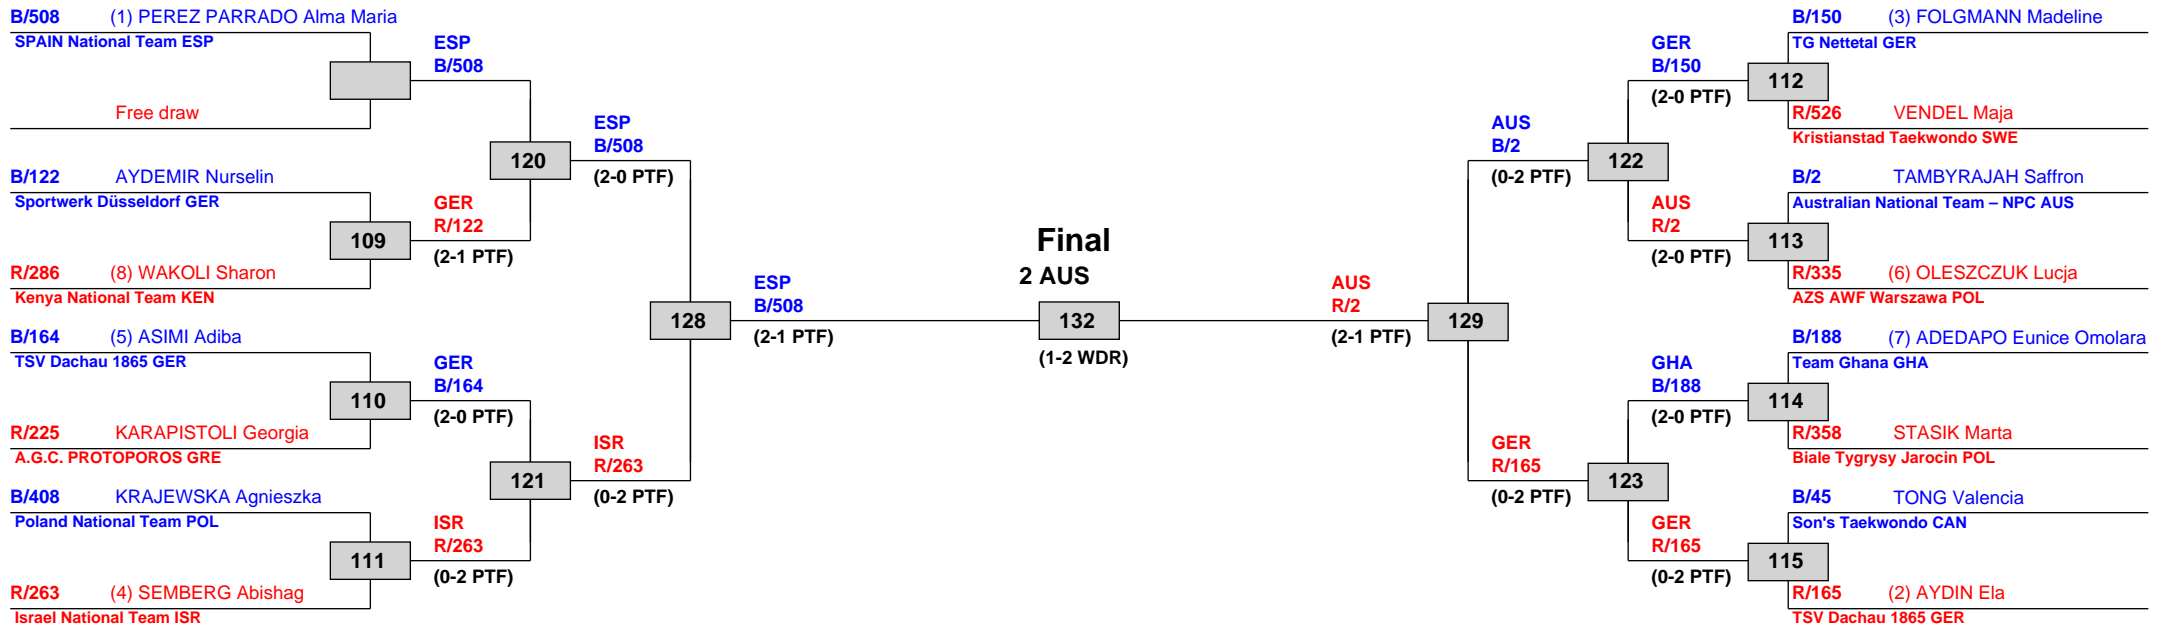 B/508 (1) PEREZ PARRADO Alma Maria
SPAIN National Team ESP
Free draw
B/122 AYDEMIR Nurselin
Sportwerk Düsseldorf GER
109
R/286 (8) WAKOLI Sharon
Kenya National Team KEN
B/164 (5) ASIMI Adiba
TSV Dachau 1865 GER
110
R/225 KARAPISTOLI Georgia
A.G.C. PROTOPOROS GRE
B/408 KRAJEWSKA Agnieszka
Poland National Team POL
111
R/263 (4) SEMBERG Abishag
Israel National Team ISR
ESP
B/508
120
GER
R/122
(2-1 PTF)
GER
B/164
(2-0 PTF)
121
ISR
R/263
(0-2 PTF)
ESP
B/508
(2-0 PTF)
128
ISR
R/263
(0-2 PTF)
ESP
B/508
(2-1 PTF)
Final
2 AUS
132
(1-2 WDR)
AUS
R/2
(2-1 PTF)
129
AUS
B/2
(0-2 PTF)
GER
R/165
(0-2 PTF)
GER
B/150
(2-0 PTF)
122
AUS
R/2
(2-0 PTF)
GHA
B/188
(2-0 PTF)
123
GER
R/165
(0-2 PTF)
B/150 (3) FOLGMANN Madeline
TG Nettetal GER
112
R/526 VENDEL Maja
Kristianstad Taekwondo SWE
B/2 TAMBYRAJAH Saffron
Australian National Team – NPC AUS
113
R/335 (6) OLESZCZUK Lucja
AZS AWF Warszawa POL
B/188 (7) ADEDAPO Eunice Omolara
Team Ghana GHA
114
R/358 STASIK Marta
Biale Tygrysy Jarocin POL
B/45 TONG Valencia
Son's Taekwondo CAN
115
R/165 (2) AYDIN Ela
TSV Dachau 1865 GER